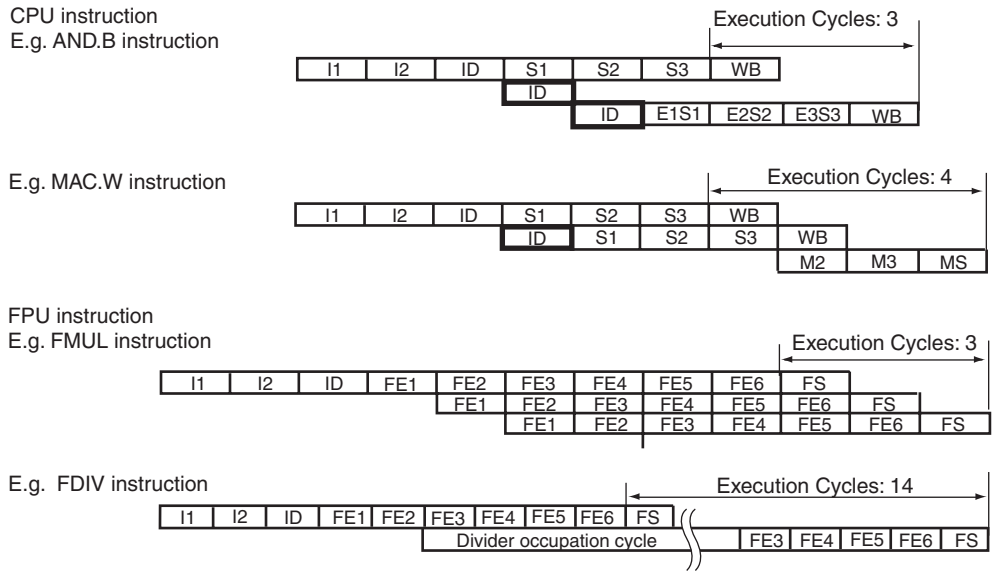 CPU instruction
E.g. AND.B instruction
Execution Cycles: 3
I1 I2 ID S1 S2 S3 WB
ID
ID E1S1 E2S2 E3S3 WB
E.g. MAC.W instruction
Execution Cycles: 4
I1 I2 ID S1 S2 S3 WB
ID S1 S2 S3 WB
M2 M3 MS
FPU instruction
E.g. FMUL instruction
Execution Cycles: 3
I1 I2 ID FE1 FE2 FE3 FE4 FE5 FE6 FS
FE1 FE2 FE3 FE4 FE5 FE6 FS
FE1 FE2 FE3 FE4 FE5 FE6 FS
E.g. FDIV instruction
Execution Cycles: 14
I1 I2 ID FE1 FE2 FE3 FE4 FE5 FE6 FS
Divider occupation cycle FE3 FE4 FE5 FE6 FS